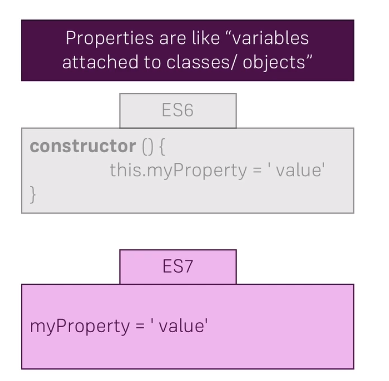 Properties are like “variables
attached to classes/ objects”
ES6
constructor () {
this.myProperty = ' value'
}
ES7
myProperty = ' value'